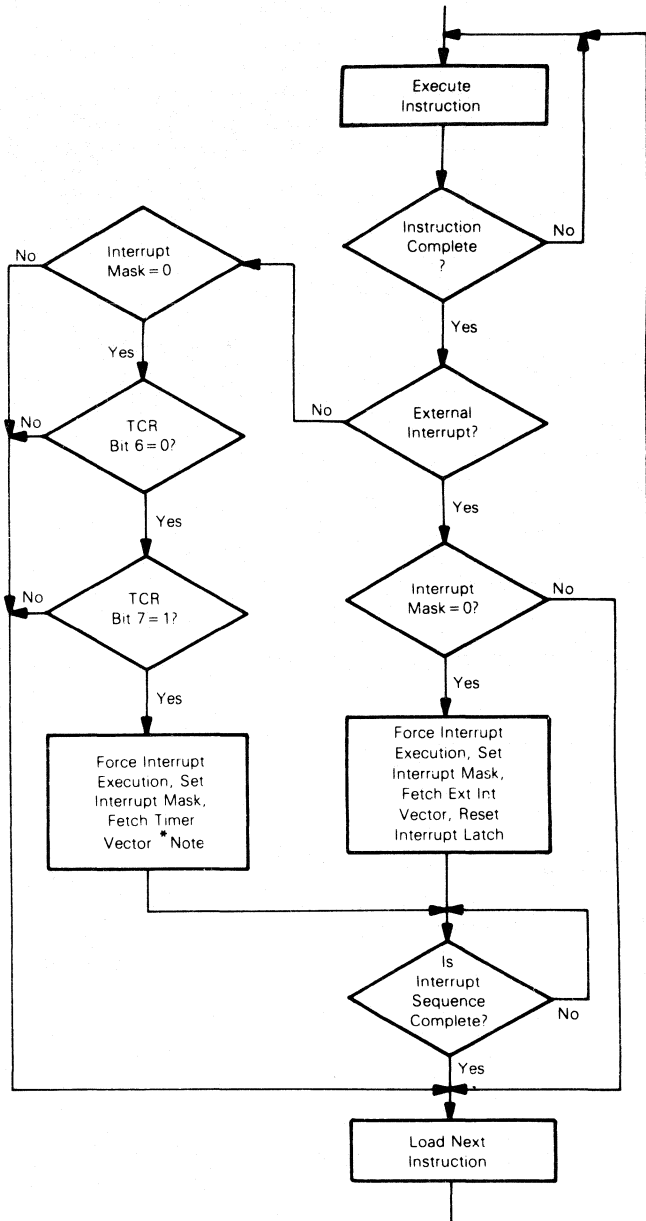 Execute
Instruction
Instruction
Complete
?
No
Yes
External
Interrupt?
No
Yes
Interrupt
Mask = 0
No
Yes
TCR
Bit 6 = 0?
No
Yes
TCR
Bit 7 = 1?
No
Yes
Force Interrupt
Execution, Set
Interrupt Mask,
Fetch Timer
Vector *Note
Interrupt
Mask = 0?
No
Yes
Force Interrupt
Execution, Set
Interrupt Mask,
Fetch Ext Int
Vector, Reset
Interrupt Latch
Is
Interrupt
Sequence
Complete?
No
Yes
Load Next
Instruction